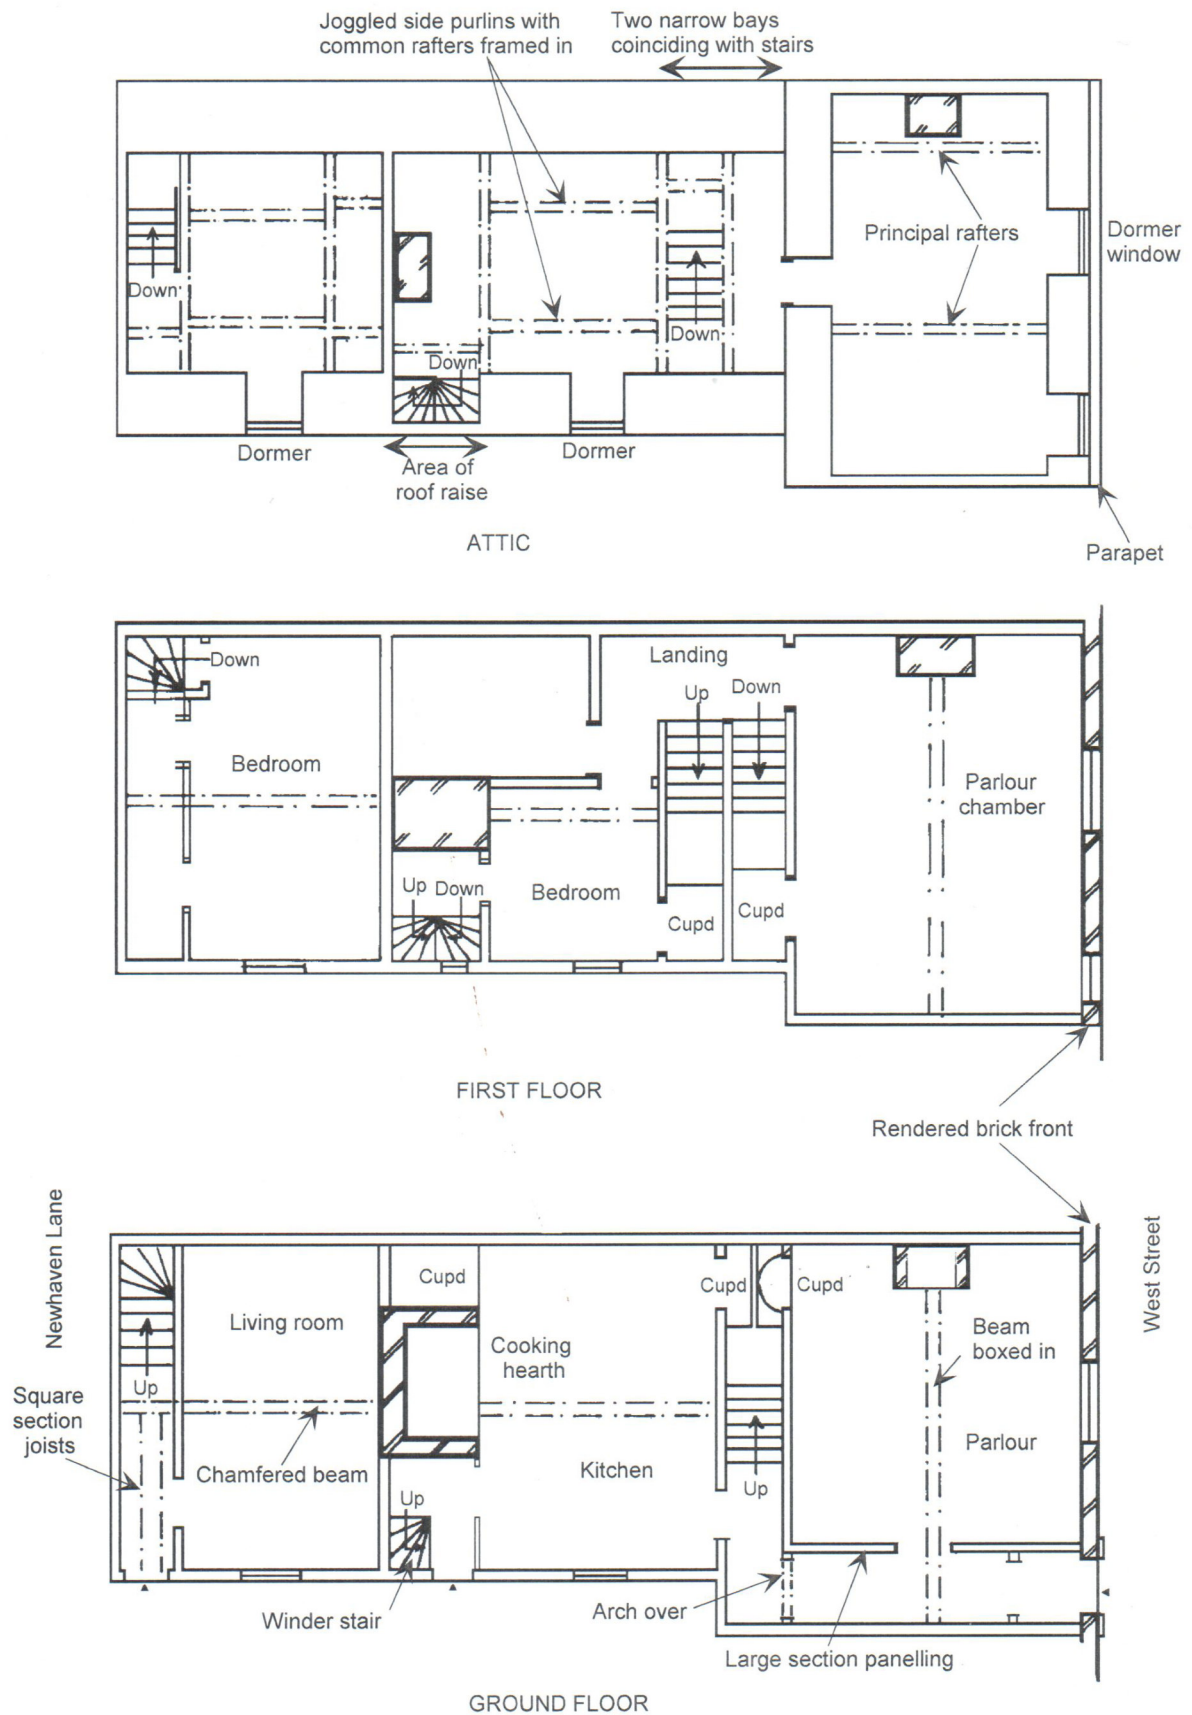 Joggled side purlins with
common rafters framed in
Two narrow bays
coinciding with stairs
Principal rafters
Dormer
window
Down
Down
Down
Dormer
Area of
roof raise
Dormer
ATTIC
Parapet
Down
Landing
Up
Down
Bedroom
Parlour
chamber
Up
Down
Bedroom
Cupd
Cupd
FIRST FLOOR
Rendered brick front
Newhaven Lane
West Street
Cupd
Cupd
Cupd
Living room
Cooking
hearth
Beam
boxed in
Up
Square
section
joists
Chamfered beam
Kitchen
Parlour
Up
Up
Winder stair
Arch over
Large section panelling
GROUND FLOOR